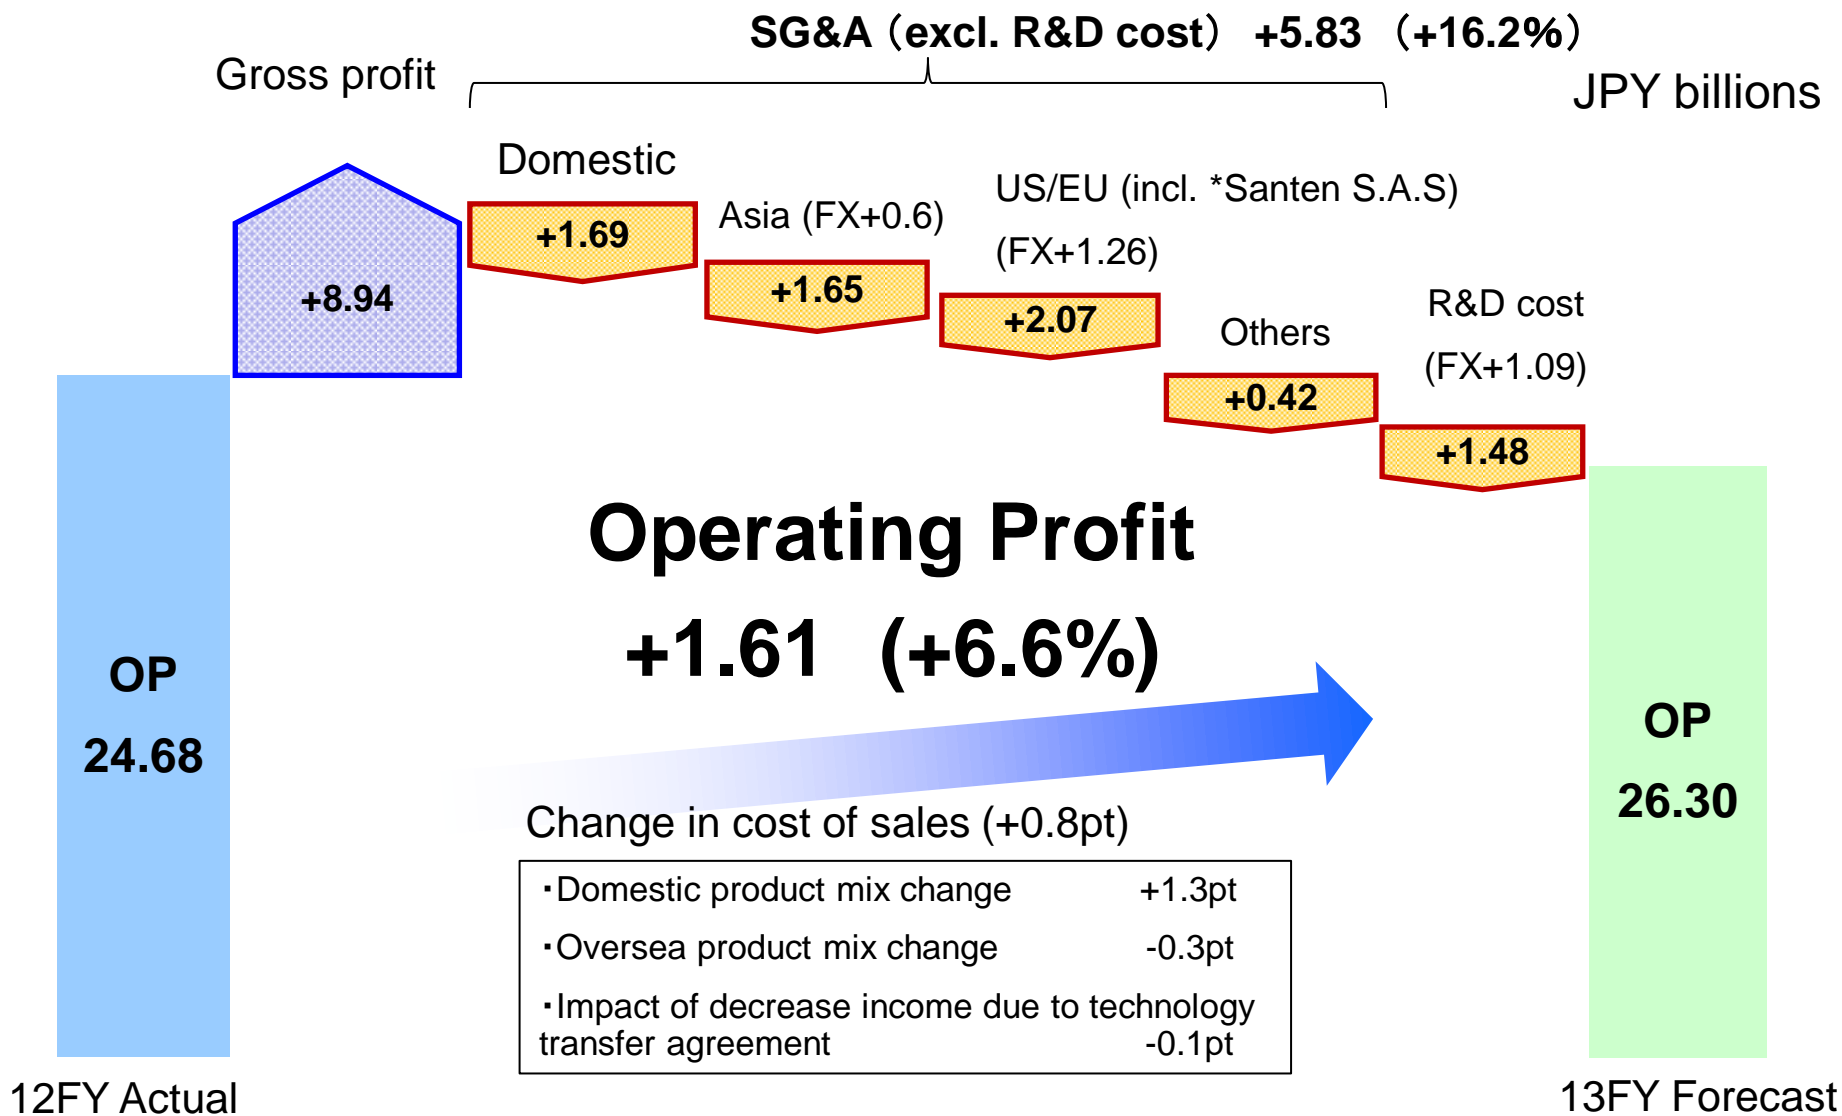 SG&A（excl. R&D cost） +5.83 （+16.2%）
Gross profit
JPY billions
Domestic
US/EU (incl. *Santen S.A.S)
Asia (FX+0.6)
(FX+1.26)
+1.69
+8.94
+1.65
+2.07
R&D cost
Others
(FX+1.09)
+0.42
+1.48
Operating Profit
+1.61 (+6.6%)
OP
24.68
OP
26.30
Change in cost of sales (+0.8pt)
・Domestic product mix change +1.3pt
・Oversea product mix change -0.3pt
・Impact of decrease income due to technology
transfer agreement -0.1pt
12FY Actual
13FY Forecast